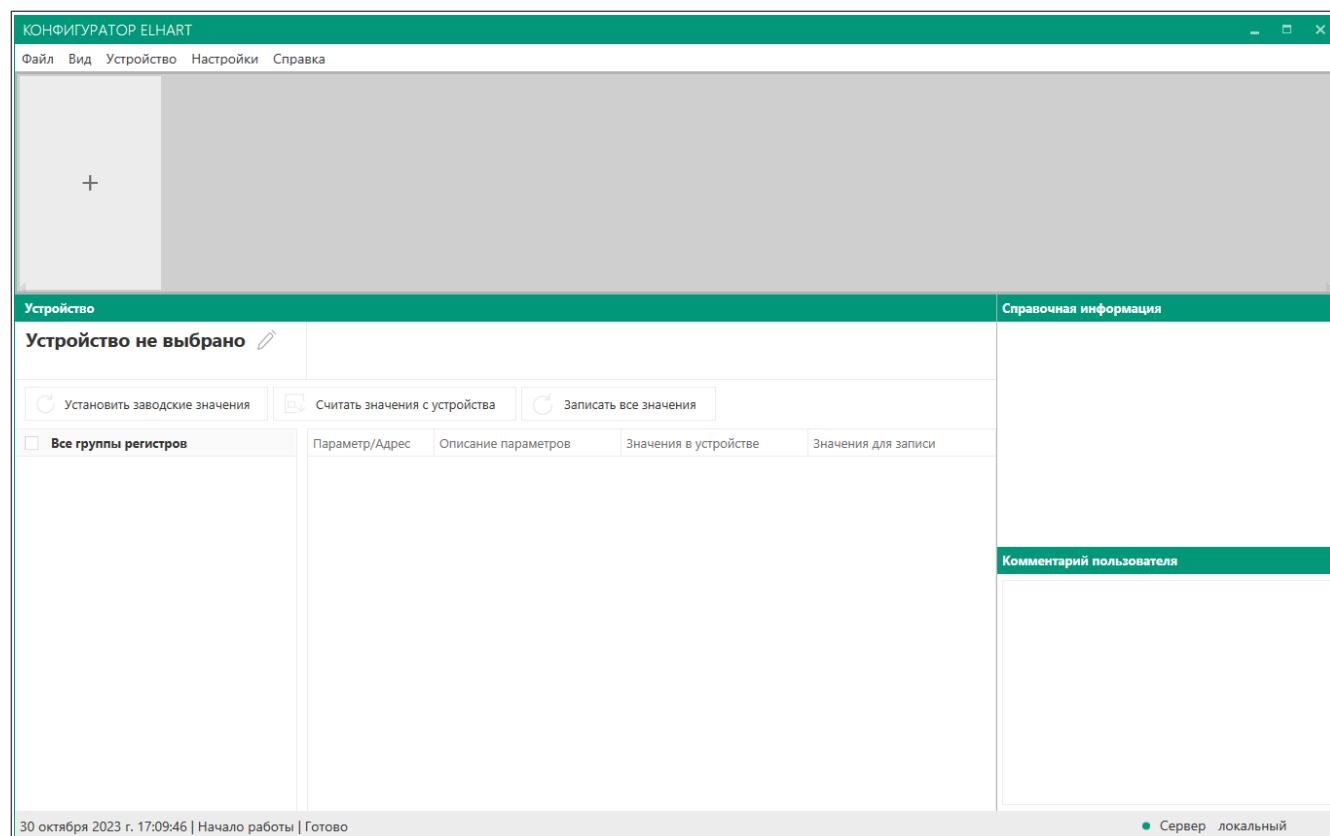 КОНФИГУРАТОР ELHART
Файл Вид Устройство Настройки Справка
+
Устройство
Справочная информация
Устройство не выбрано
Установить заводские значения
Считать значения с устройства
Записать все значения
Все группы регистров
Параметр/Адрес Описание параметров Значения в устройстве Значения для записи
Комментарий пользователя
30 октября 2023 г. 17:09:46 | Начало работы | Готово
Сервер локальный